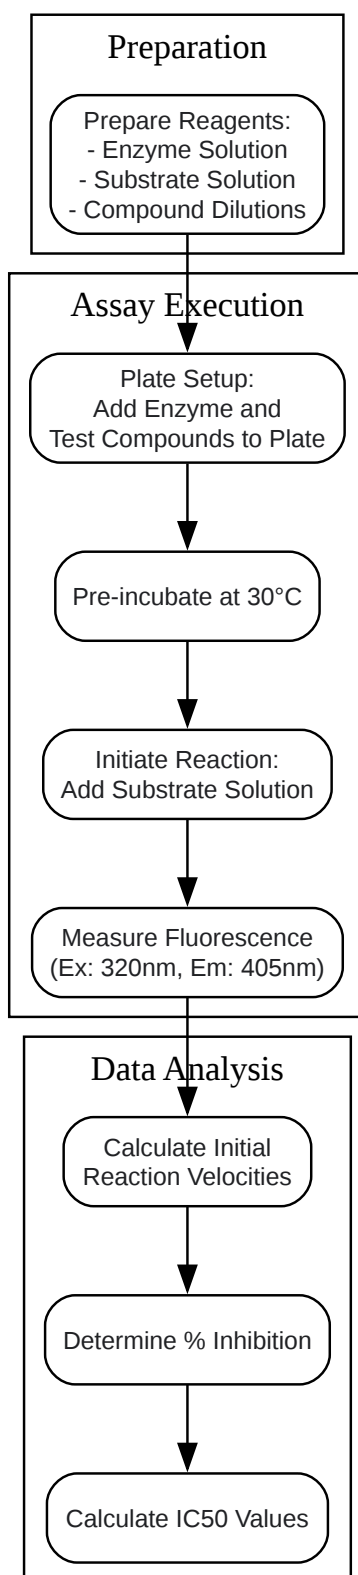 Preparation
Prepare Reagents:
- Enzyme Solution
- Substrate Solution
- Compound Dilutions
Assay Execution
Plate Setup:
Add Enzyme and
Test Compounds to Plate
Pre-incubate at 30°C
Initiate Reaction:
Add Substrate Solution
Measure Fluorescence
(Ex: 320nm, Em: 405nm)
Data Analysis
Calculate Initial
Reaction Velocities
Determine % Inhibition
Calculate IC50 Values